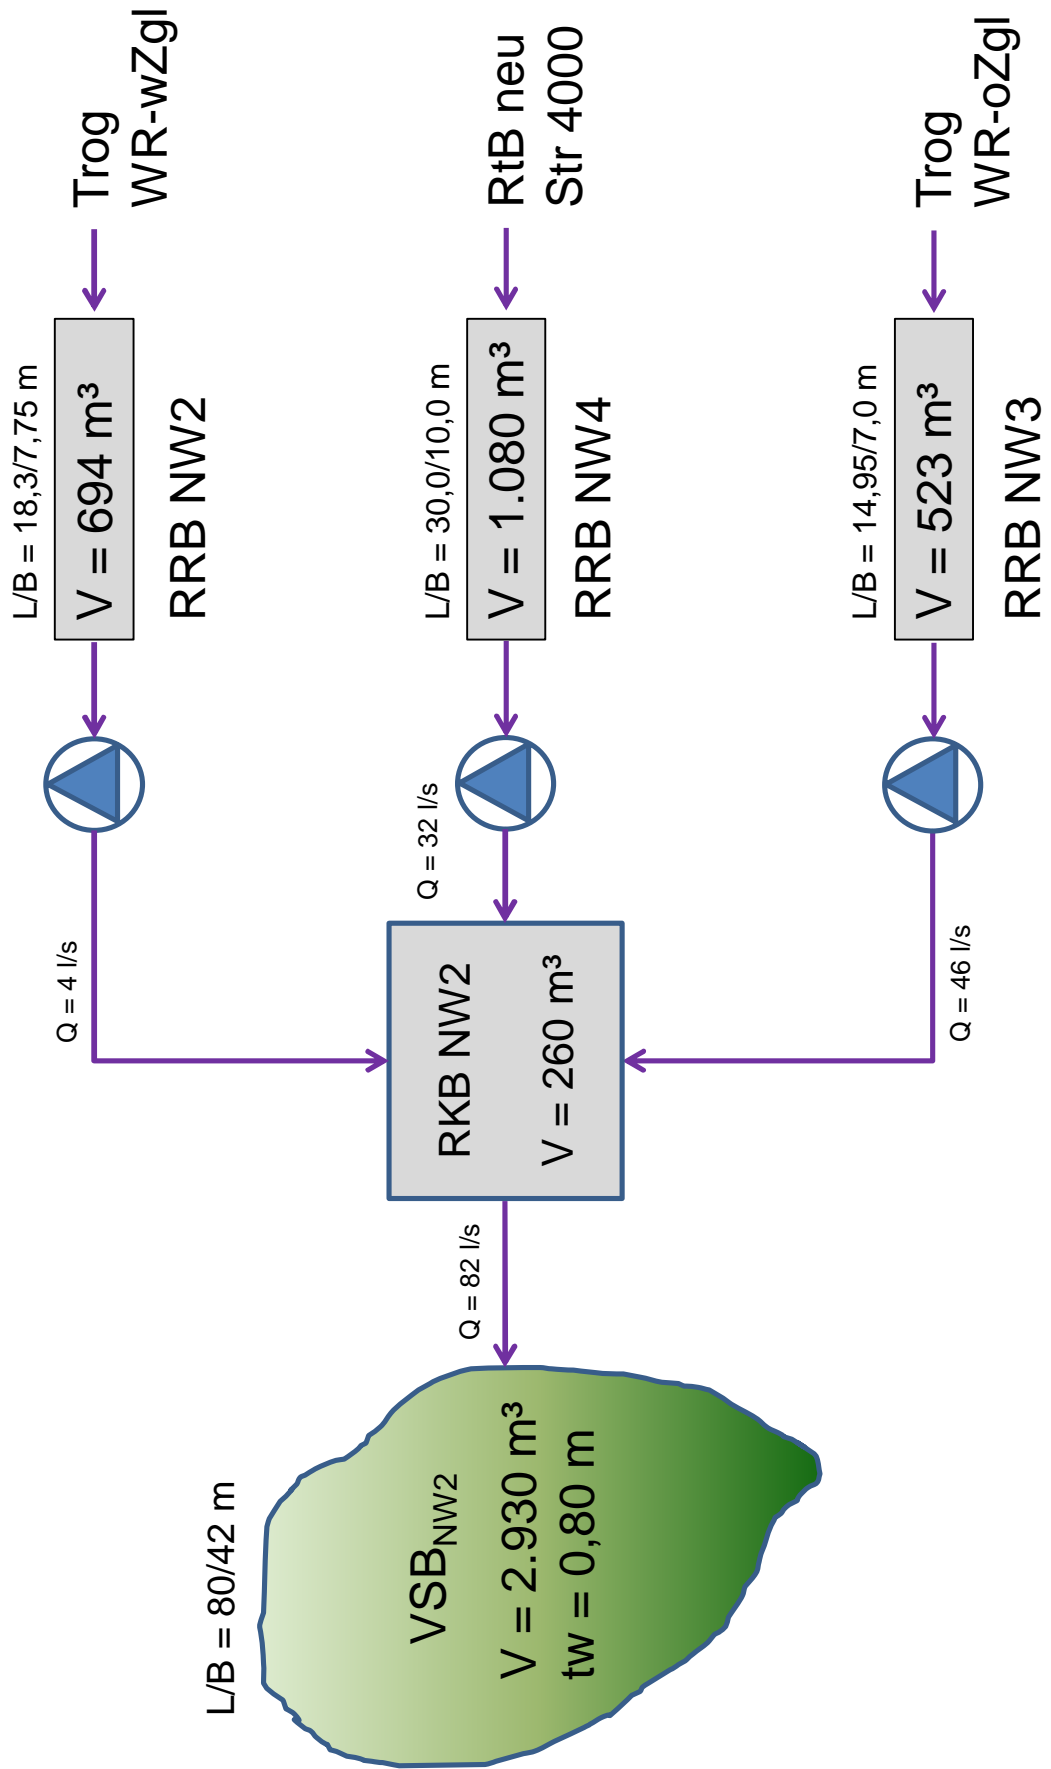 Trog
WR-wZgl
L/B = 18,3/7,75 m
V = 694 m³
RRB NW2
Q = 4 l/s
RtB neu
Str 4000
L/B = 30,0/10,0 m
V = 1.080 m³
RRB NW4
Q = 32 l/s
Trog
WR-oZgl
L/B = 14,95/7,0 m
V = 523 m³
RRB NW3
Q = 46 l/s
RKB NW2
V = 260 m³
Q = 82 l/s
L/B = 80/42 m
VSB NW2
V = 2.930 m³
tw = 0,80 m